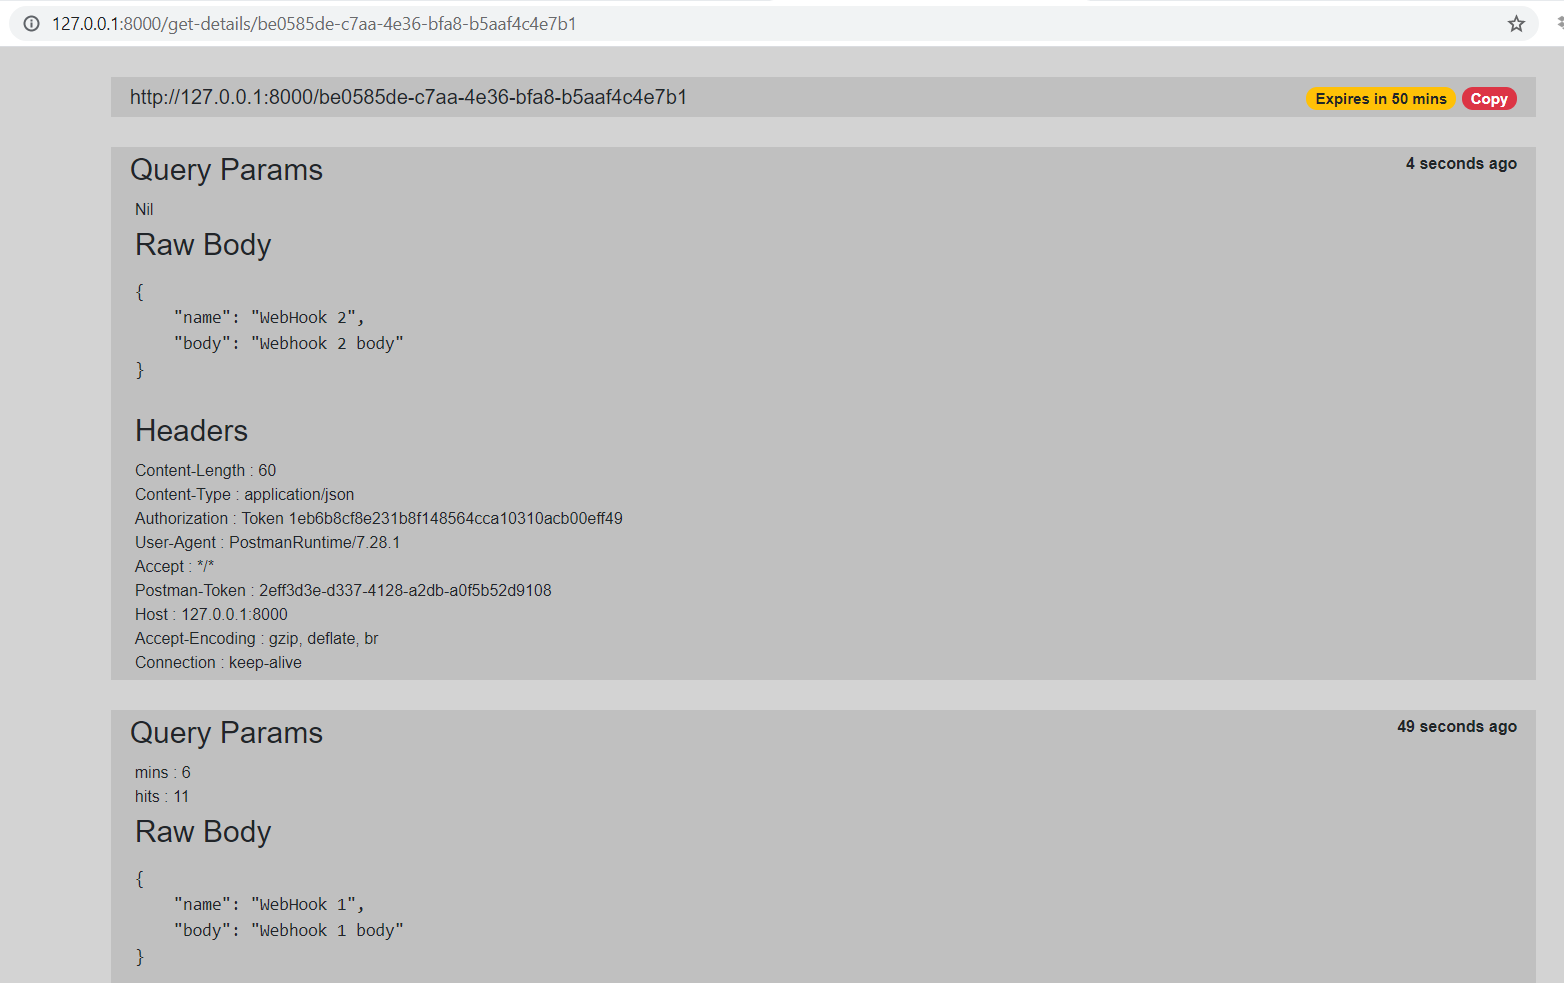 127.0.0.1:8000/get-details/be0585de-c7aa-4e36-bfa8-b5aaf4c4e7b1
http://127.0.0.1:8000/be0585de-c7aa-4e36-bfa8-b5aaf4c4e7b1 Expires in 50 mins Copy
Query Params 4 seconds ago
Nil
Raw Body
{
    "name": "WebHook 2",
    "body": "Webhook 2 body"
}
Headers
Content-Length : 60
Content-Type : application/json
Authorization : Token 1eb6b8cf8e231b8f148564cca10310acb00eff49
User-Agent : PostmanRuntime/7.28.1
Accept : */*
Postman-Token : 2eff3d3e-d337-4128-a2db-a0f5b52d9108
Host : 127.0.0.1:8000
Accept-Encoding : gzip, deflate, br
Connection : keep-alive
Query Params 49 seconds ago
mins : 6
hits : 11
Raw Body
{
    "name": "WebHook 1",
    "body": "Webhook 1 body"
}